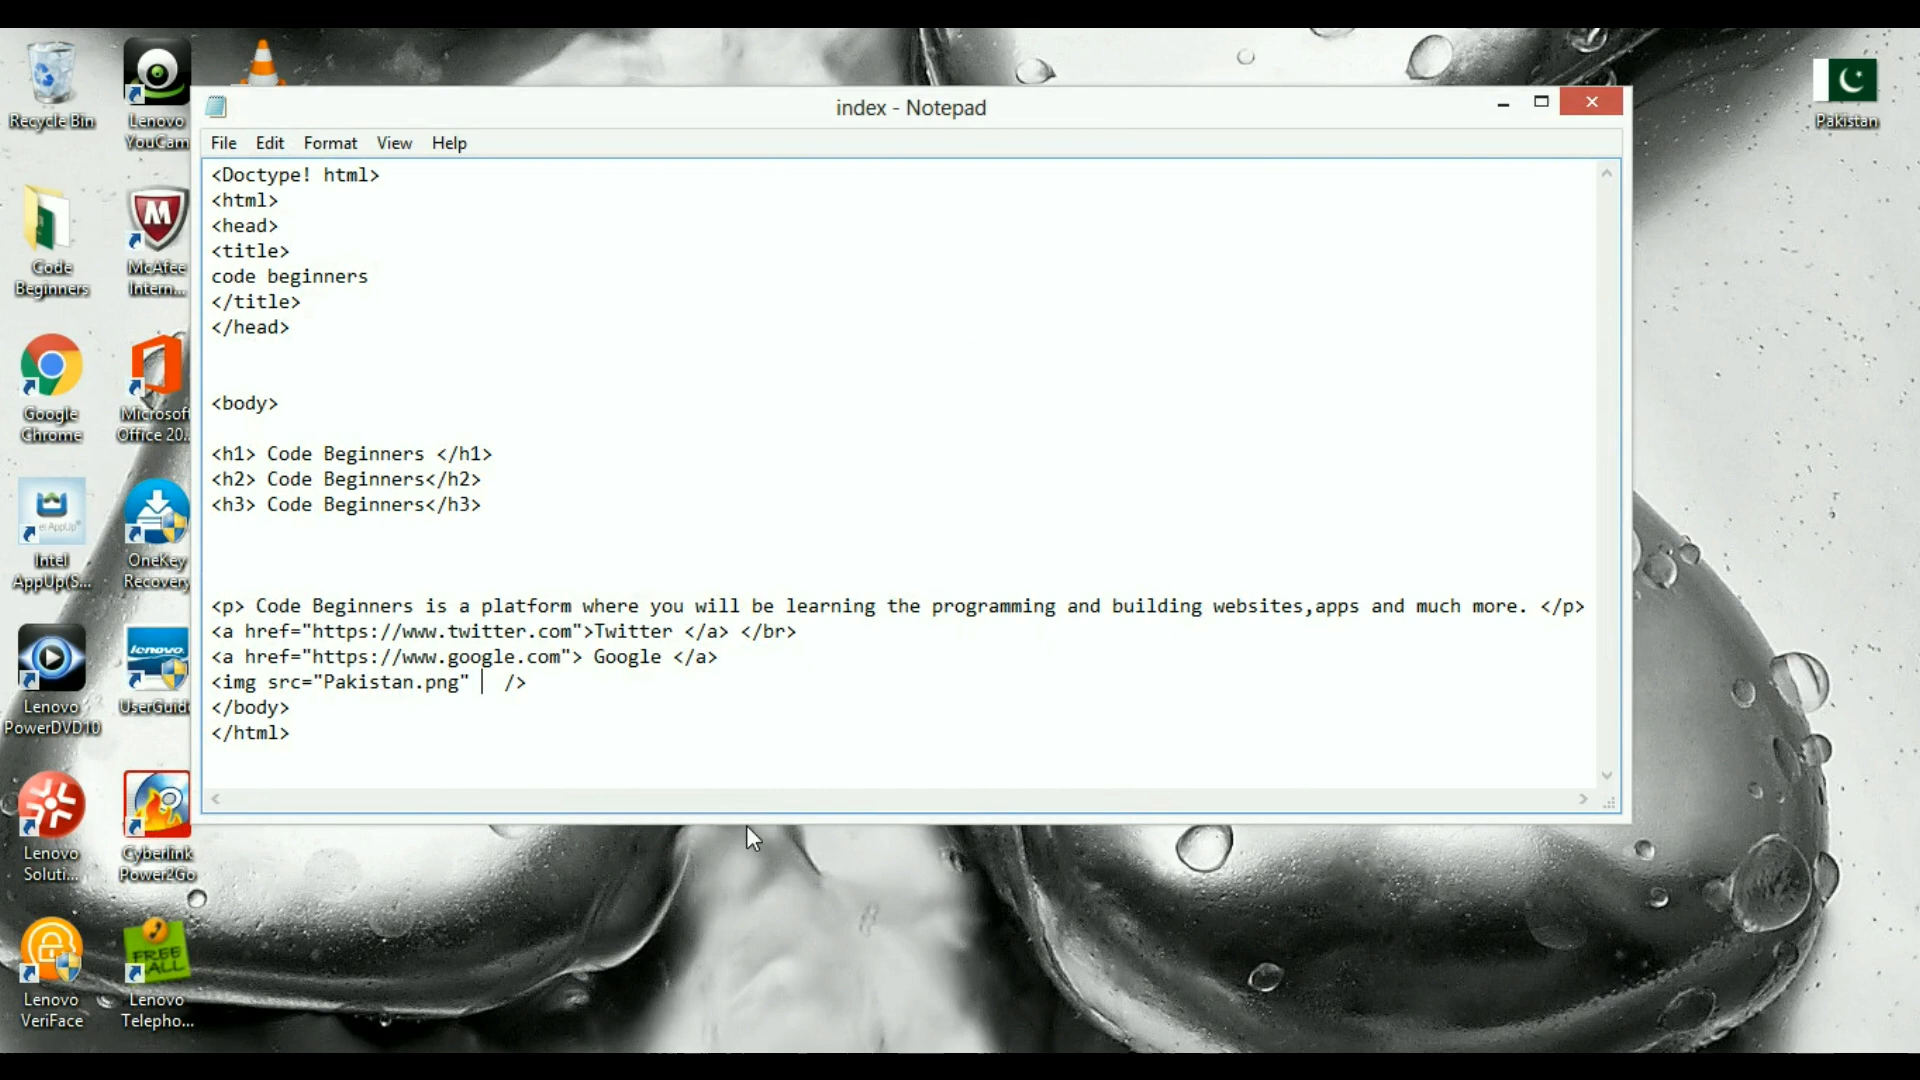 Recycle Bin
Lenovo
YouCam
Pakistan
index - Notepad
File Edit Format View Help
<Doctype! html>
<html>
<head>
<title>
code beginners
</title>
</head>
<body>
<h1> Code Beginners </h1>
<h2> Code Beginners</h2>
<h3> Code Beginners</h3>
<p> Code Beginners is a platform where you will be learning the programming and building websites,apps and much more. </p>
<a href="https://www.twitter.com">Twitter </a> </br>
<a href="https://www.google.com"> Google </a>
<img src="Pakistan.png"   />
</body>
</html>
Code
Beginners
McAfee
Intern...
Google
Chrome
Microsoft
Office 20...
Intel
AppUp(S...
OneKey
Recovery
lenovo
Lenovo
PowerDVD10
UserGuide
Lenovo
Soluti...
Cyberlink
Power2Go
FREE
CALL
Lenovo
VeriFace
Lenovo
Telepho...